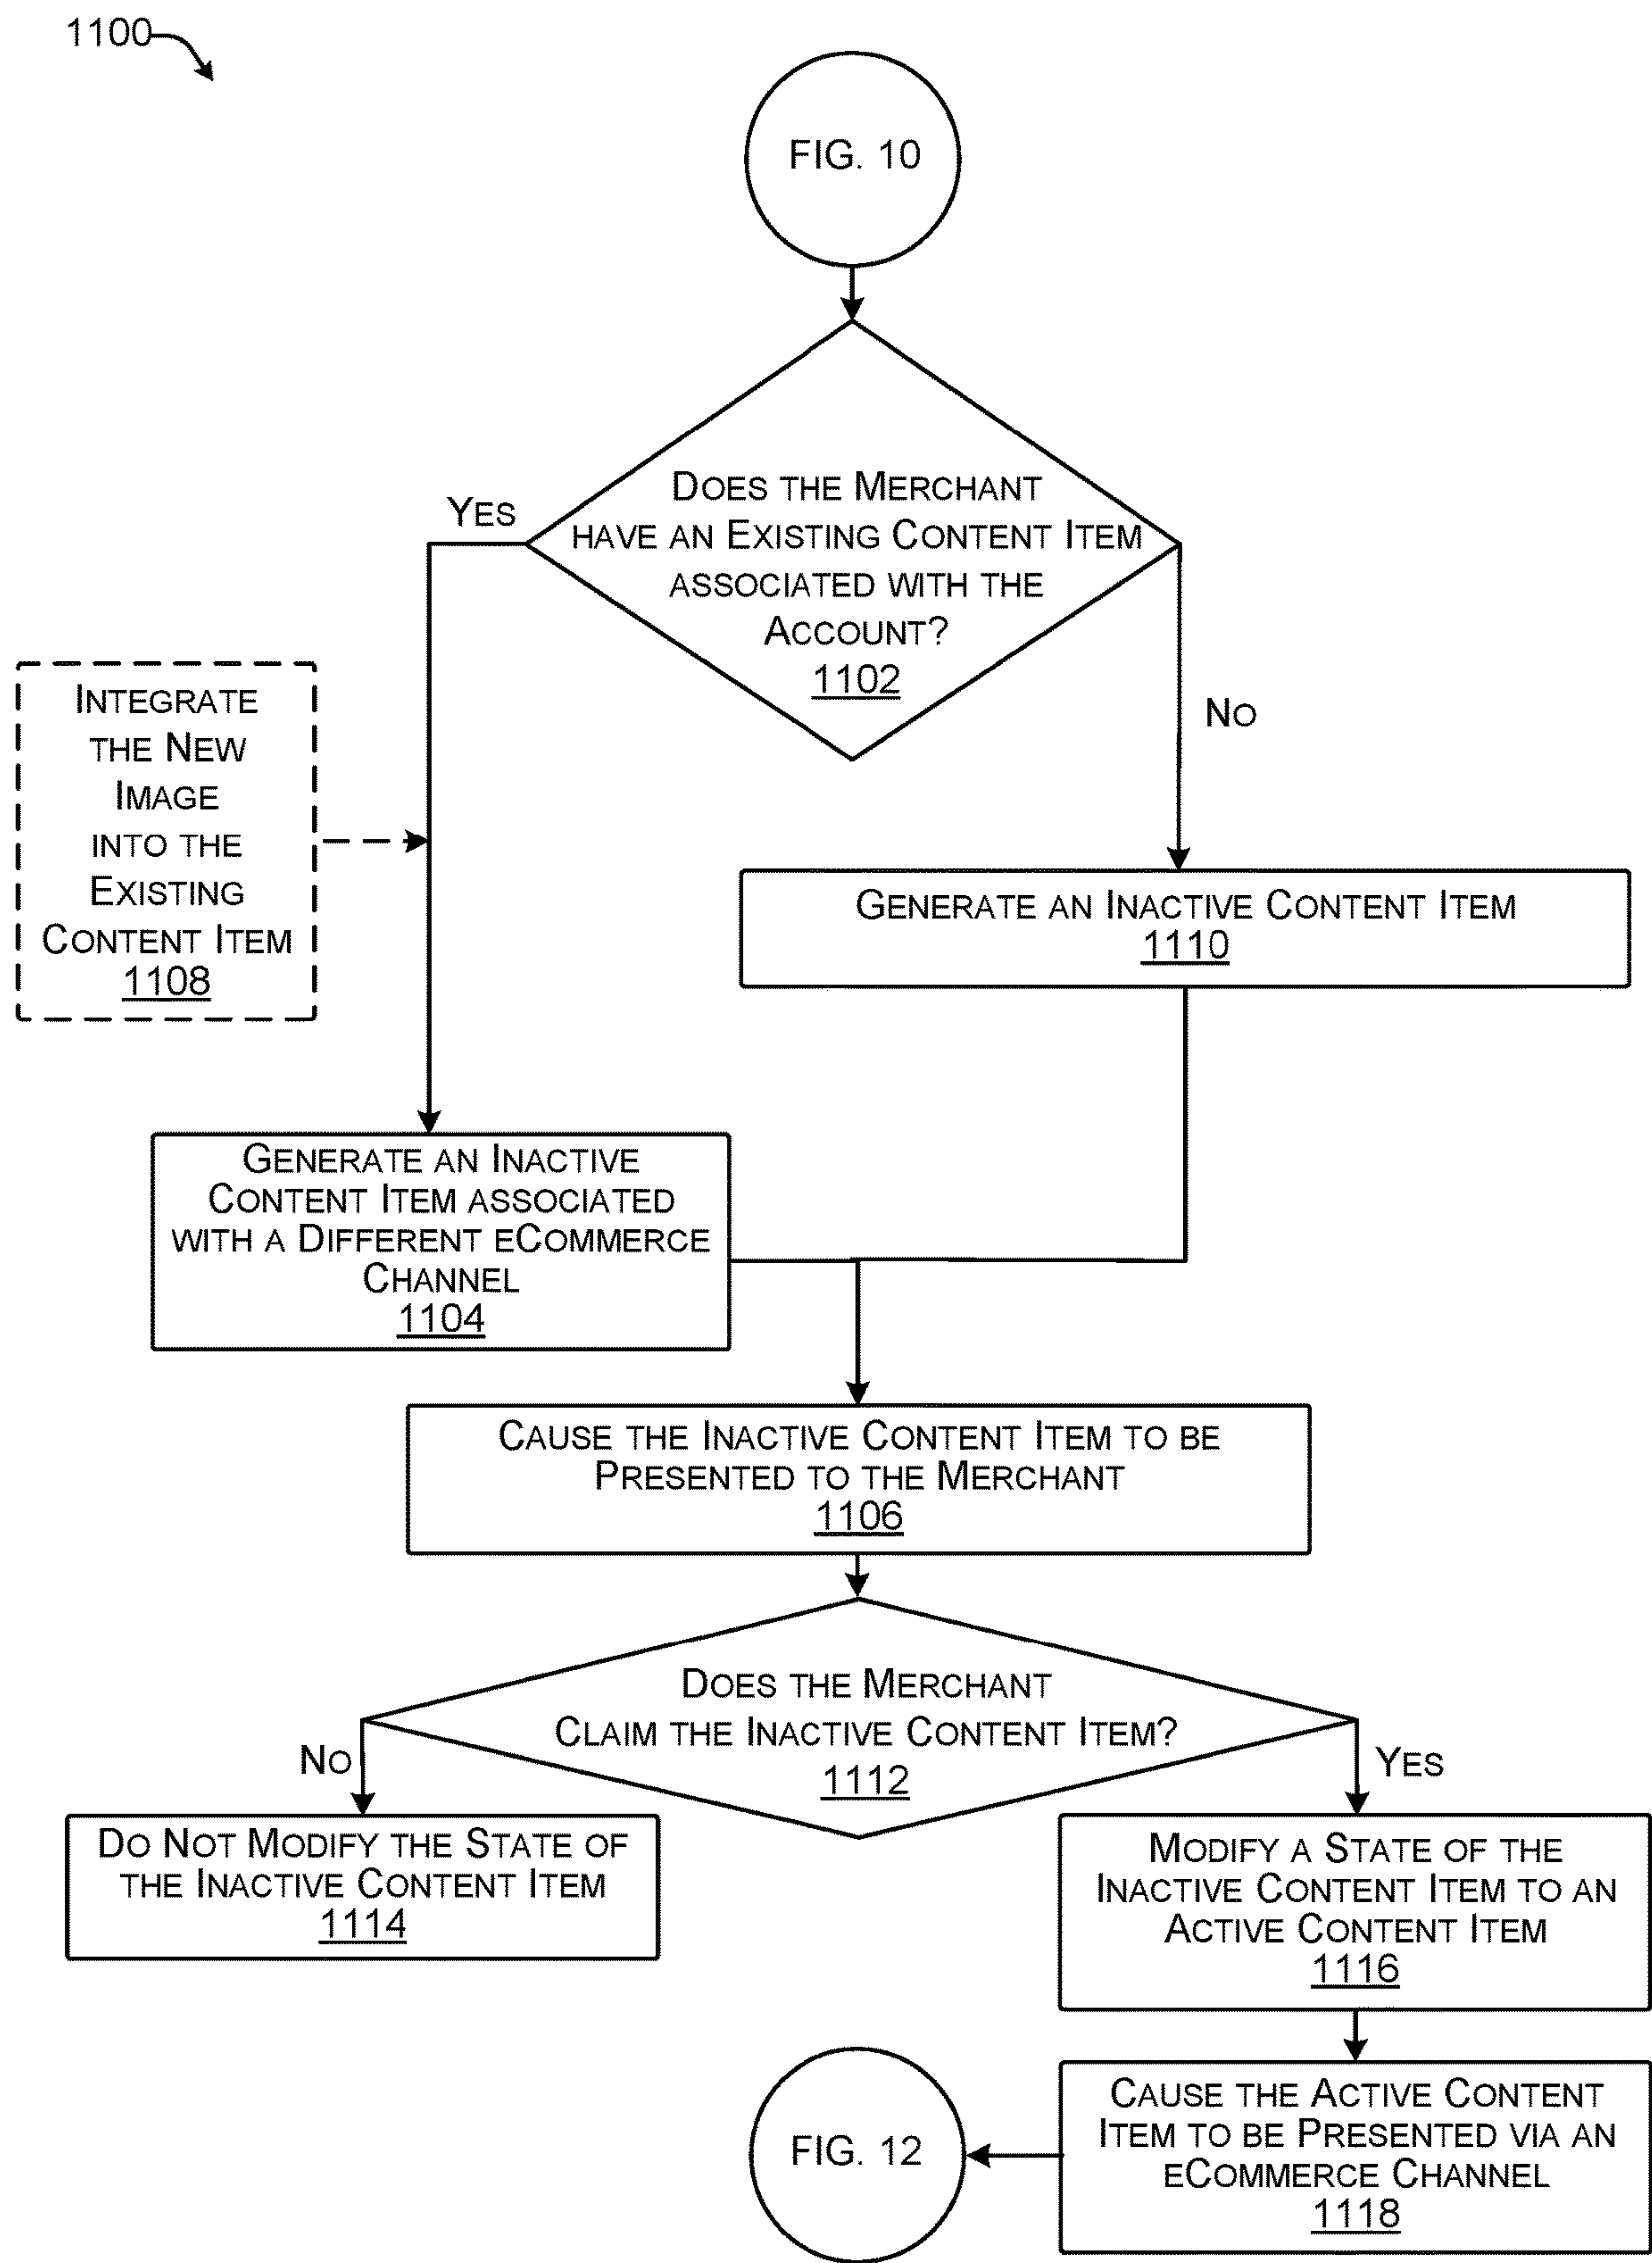 1100
FIG. 10
DOES THE MERCHANT
HAVE AN EXISTING CONTENT ITEM
ASSOCIATED WITH THE
ACCOUNT?
1102
YES
NO
INTEGRATE
THE NEW
IMAGE
INTO THE
EXISTING
CONTENT ITEM
1108
GENERATE AN INACTIVE CONTENT ITEM
1110
GENERATE AN INACTIVE
CONTENT ITEM ASSOCIATED
WITH A DIFFERENT ECOMMERCE
CHANNEL
1104
CAUSE THE INACTIVE CONTENT ITEM TO BE
PRESENTED TO THE MERCHANT
1106
DOES THE MERCHANT
CLAIM THE INACTIVE CONTENT ITEM?
1112
NO
YES
DO NOT MODIFY THE STATE OF
THE INACTIVE CONTENT ITEM
1114
MODIFY A STATE OF THE
INACTIVE CONTENT ITEM TO AN
ACTIVE CONTENT ITEM
1116
CAUSE THE ACTIVE CONTENT
ITEM TO BE PRESENTED VIA AN
ECOMMERCE CHANNEL
1118
FIG. 12